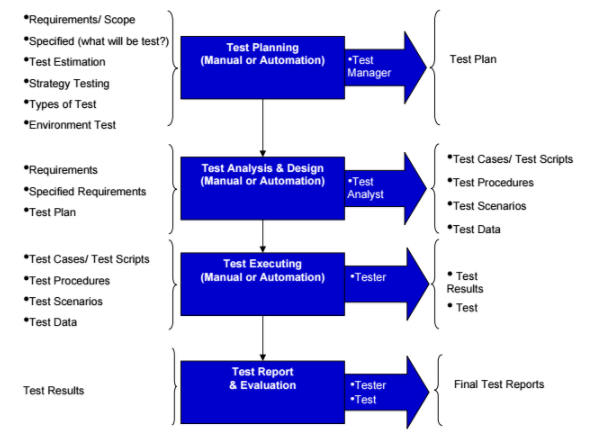 •Requirements/ Scope
•Specified (what will be test?)
•Test Estimation
•Strategy Testing
•Types of Test
•Environment Test
Test Planning
(Manual or Automation)
•Test
Manager
Test Plan
•Requirements
•Specified Requirements
•Test Plan
Test Analysis & Design
(Manual or Automation)
•Test
Analyst
•Test Cases/ Test Scripts
•Test Procedures
•Test Scenarios
•Test Data
•Test Cases/ Test Scripts
•Test Procedures
•Test Scenarios
•Test Data
Test Executing
(Manual or Automation)
•Tester
• Test
Results
• Test
Test Results
Test Report
& Evaluation
•Tester
•Test
Final Test Reports